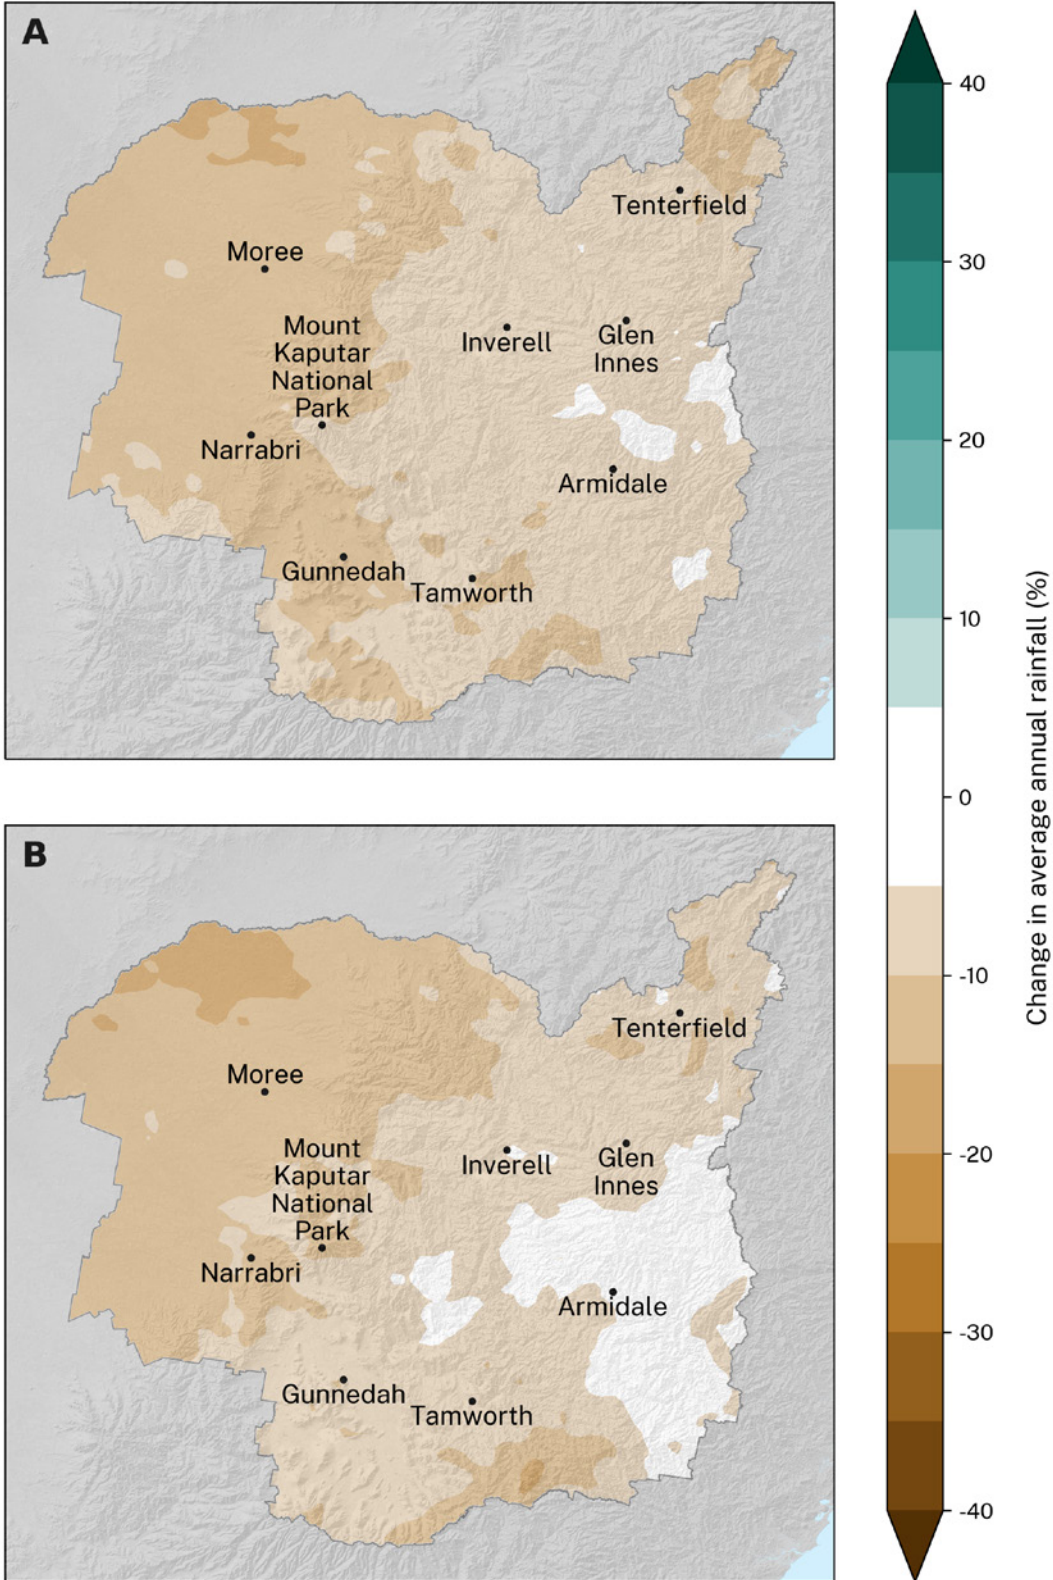 A
Tenterfield
Moree
Mount
Kaputar
National
Park
Inverell
Glen
Innes
Narrabri
Armidale
Gunnedah
Tamworth
B
Tenterfield
Moree
Mount
Kaputar
National
Park
Inverell
Glen
Innes
Narrabri
Armidale
Gunnedah
Tamworth
40
30
20
10
0
-10
-20
-30
-40
Change in average annual rainfall (%)